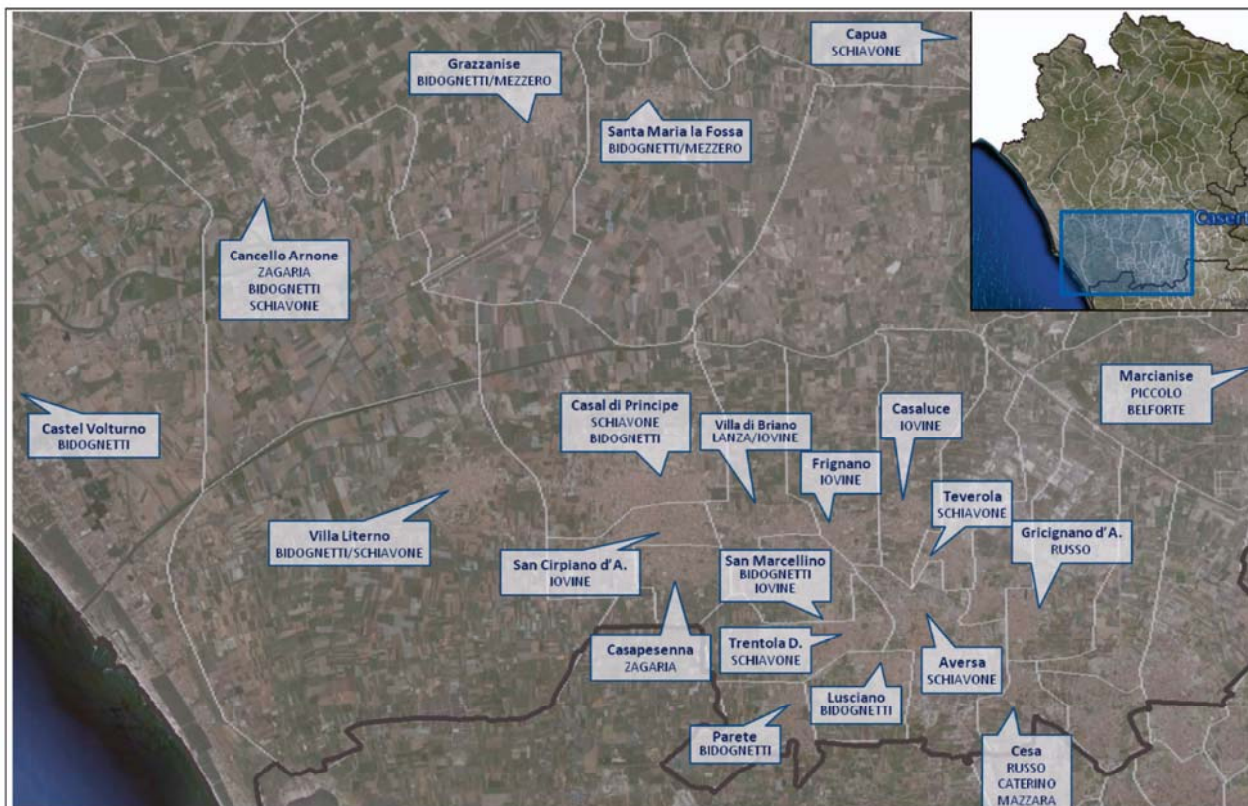 Capua
SCHIAVONE
Grazzanise
BIDOGNETTI/MEZZERO
Santa Maria la Fossa
BIDOGNETTI/MEZZERO
Cancello Arnone
ZAGARIA
BIDOGNETTI
SCHIAVONE
Marcianise
PICCOLO
BELFORTE
Castel Volturno
BIDOGNETTI
Casal di Principe
SCHIAVONE
BIDOGNETTI
Villa di Briano
LANZA/IOVINE
Casaluce
IOVINE
Frignano
IOVINE
Teverola
SCHIAVONE
Villa Literno
BIDOGNETTI/SCHIAVONE
San Cirpiano d'A.
IOVINE
San Marcellino
BIDOGNETTI
IOVINE
Gricignano d'A.
RUSSO
Casapesenna
ZAGARIA
Trentola D.
SCHIAVONE
Aversa
SCHIAVONE
Lusciano
BIDOGNETTI
Parete
BIDOGNETTI
Cesa
RUSSO
CATERINO
MAZZARA